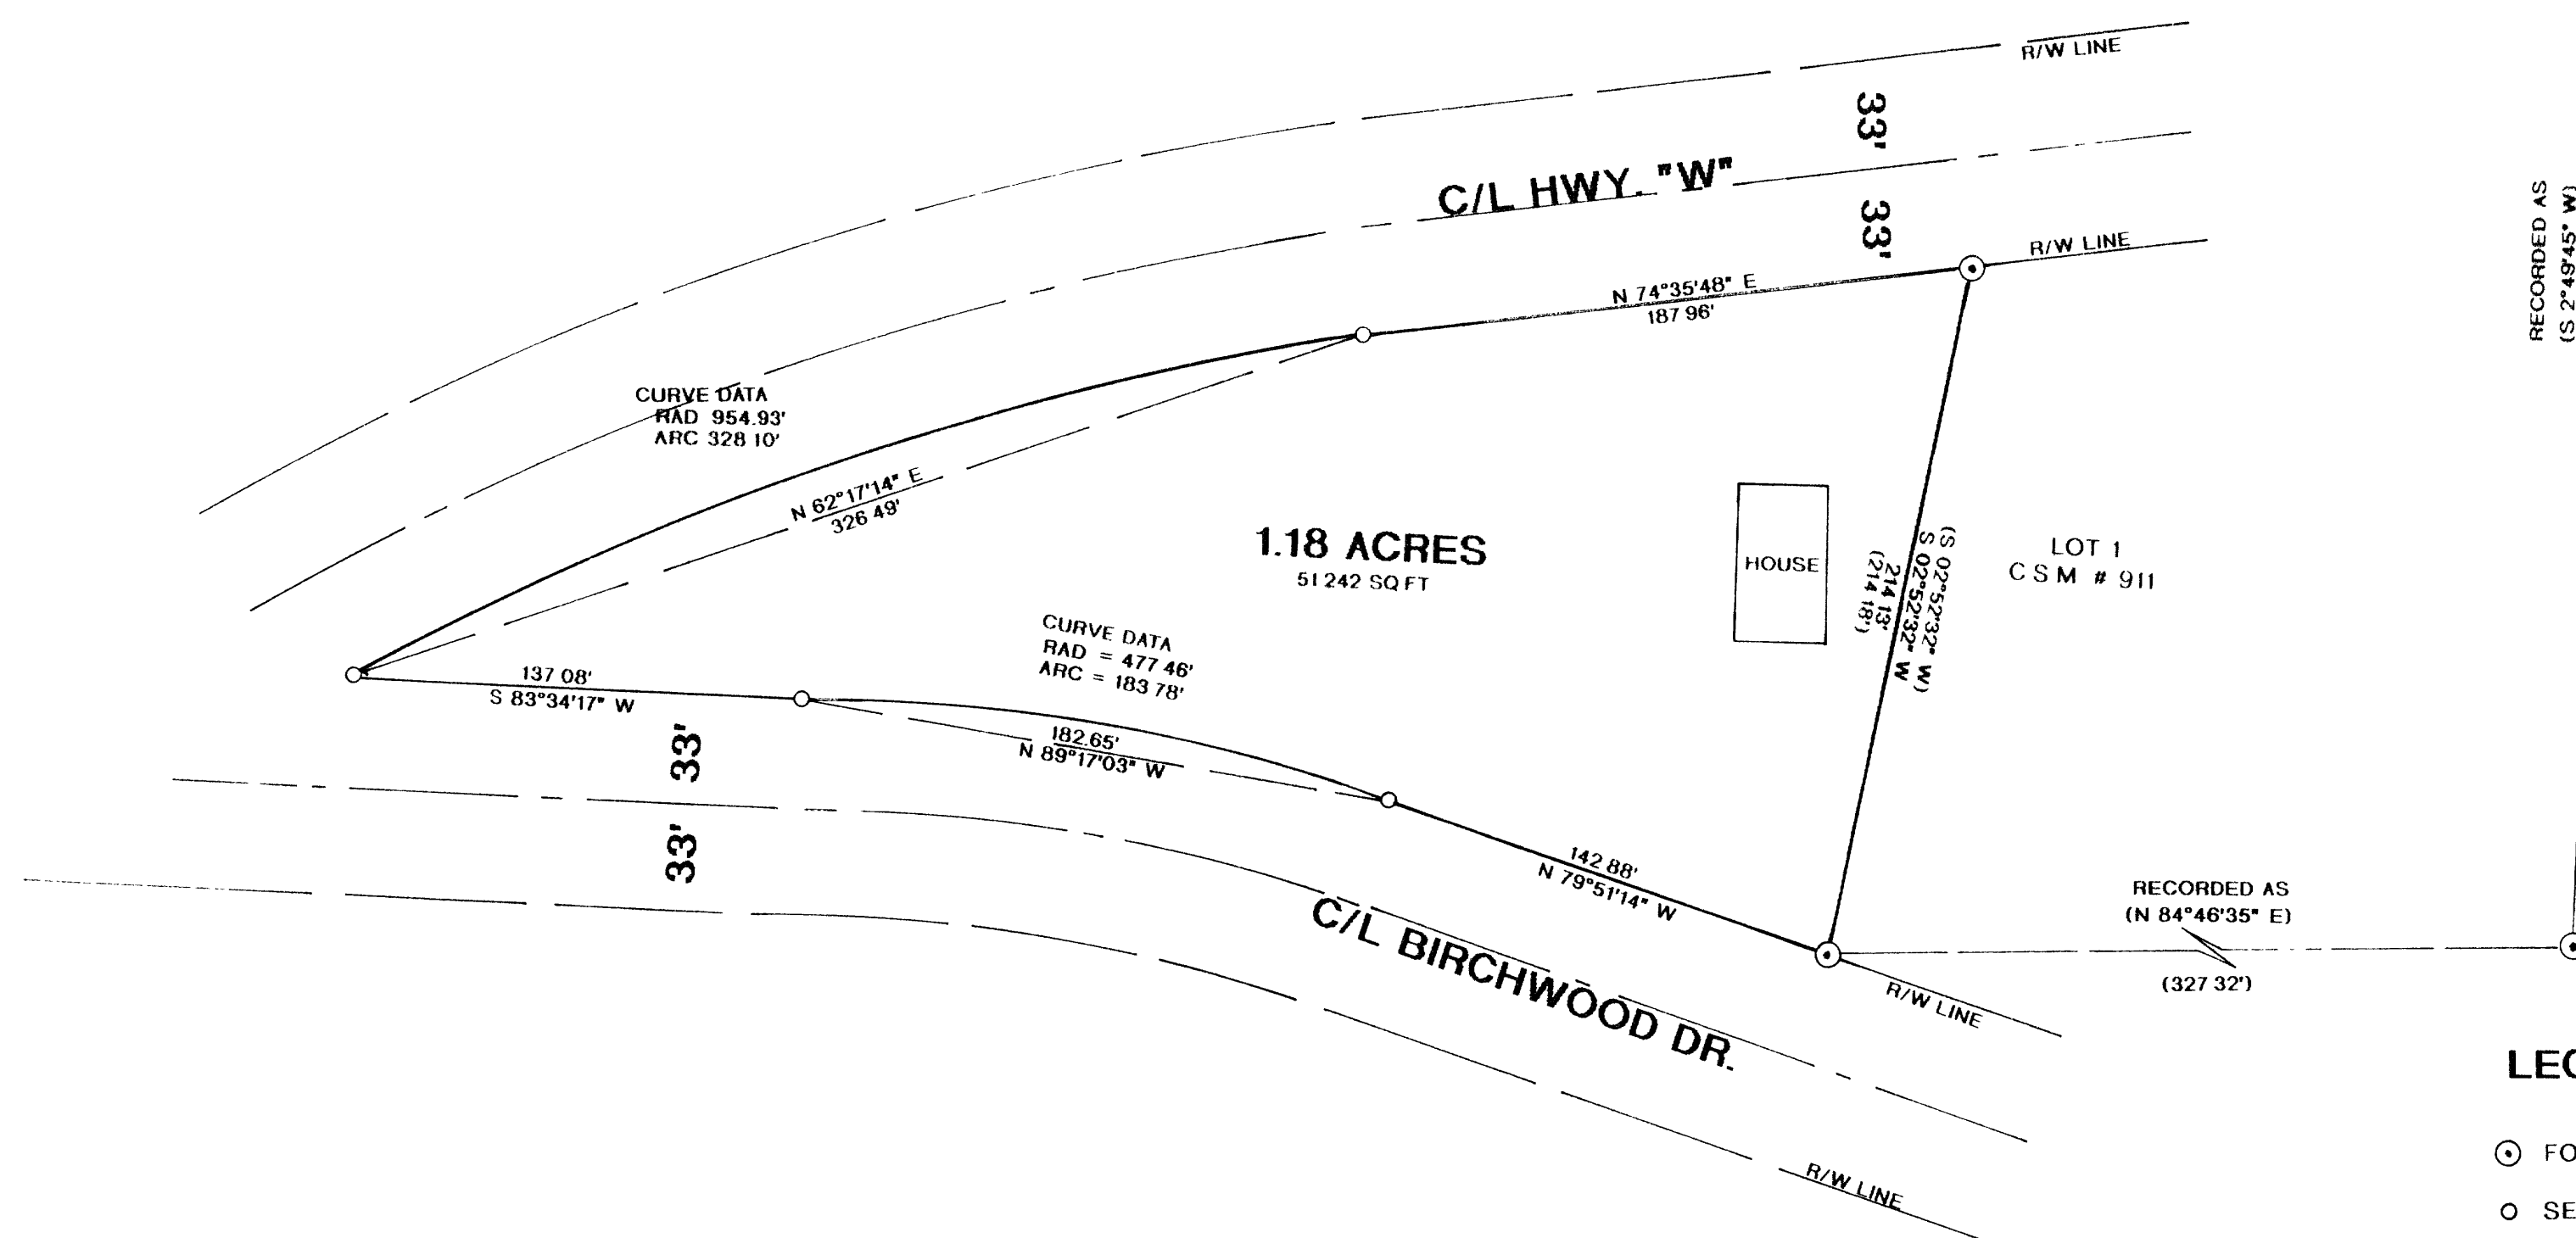 R/W LINE
33'
C/L HWY. "W"
33'
R/W LINE
RECORDED AS
(S 2°49'45" W)
N 74°35'48" E
187 96'
CURVE DATA
RAD 954.93'
ARC 328 10'
N 62°17'14" E
326 49'
1.18 ACRES
51 242 SQ FT
HOUSE
(S 02°52'32" W)
S 02°52'32" W
214 13'
(214 18')
LOT 1
C S M # 911
CURVE DATA
RAD = 477 46'
ARC = 183 78'
137 08'
S 83°34'17" W
182.65'
N 89°17'03" W
33'
33'
142 88'
N 79°51'14" W
RECORDED AS
(N 84°46'35" E)
(327 32')
C/L BIRCHWOOD DR.
R/W LINE
R/W LINE
LEG
FO
SE